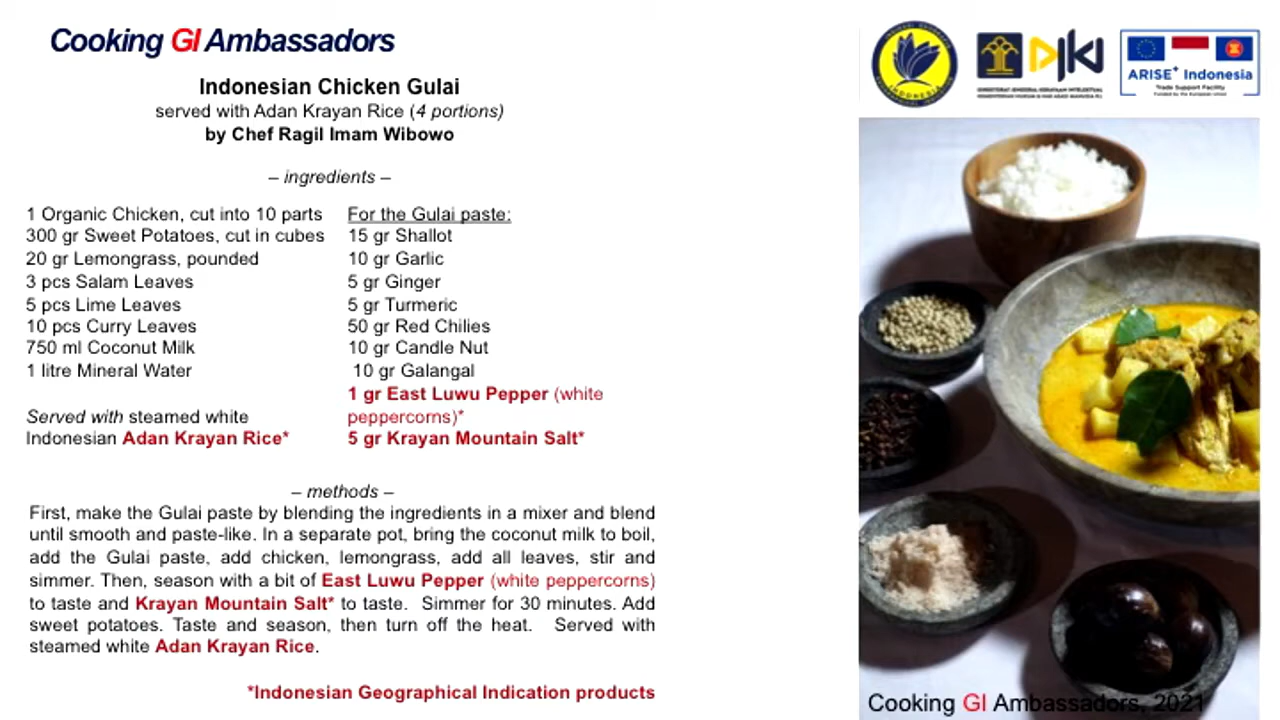 Cooking GI Ambassadors
Indonesian Chicken Gulai
served with Adan Krayan Rice (4 portions)
by Chef Ragil Imam Wibowo
– ingredients –
1 Organic Chicken, cut into 10 parts
300 gr Sweet Potatoes, cut in cubes
20 gr Lemongrass, pounded
3 pcs Salam Leaves
5 pcs Lime Leaves
10 pcs Curry Leaves
750 ml Coconut Milk
1 litre Mineral Water
Served with steamed white
Indonesian Adan Krayan Rice*
For the Gulai paste:
15 gr Shallot
10 gr Garlic
5 gr Ginger
5 gr Turmeric
50 gr Red Chilies
10 gr Candle Nut
10 gr Galangal
1 gr East Luwu Pepper (white
peppercorns)*
5 gr Krayan Mountain Salt*
– methods –
First, make the Gulai paste by blending the ingredients in a mixer and blend
until smooth and paste-like. In a separate pot, bring the coconut milk to boil,
add the Gulai paste, add chicken, lemongrass, add all leaves, stir and
simmer. Then, season with a bit of East Luwu Pepper (white peppercorns)
to taste and Krayan Mountain Salt* to taste. Simmer for 30 minutes. Add
sweet potatoes. Taste and season, then turn off the heat. Served with
steamed white Adan Krayan Rice.
*Indonesian Geographical Indication products
DJKI
ARISE+ Indonesia
Trade Support Facility
Funded by the European Union
Cooking GI Ambassadors, 2021